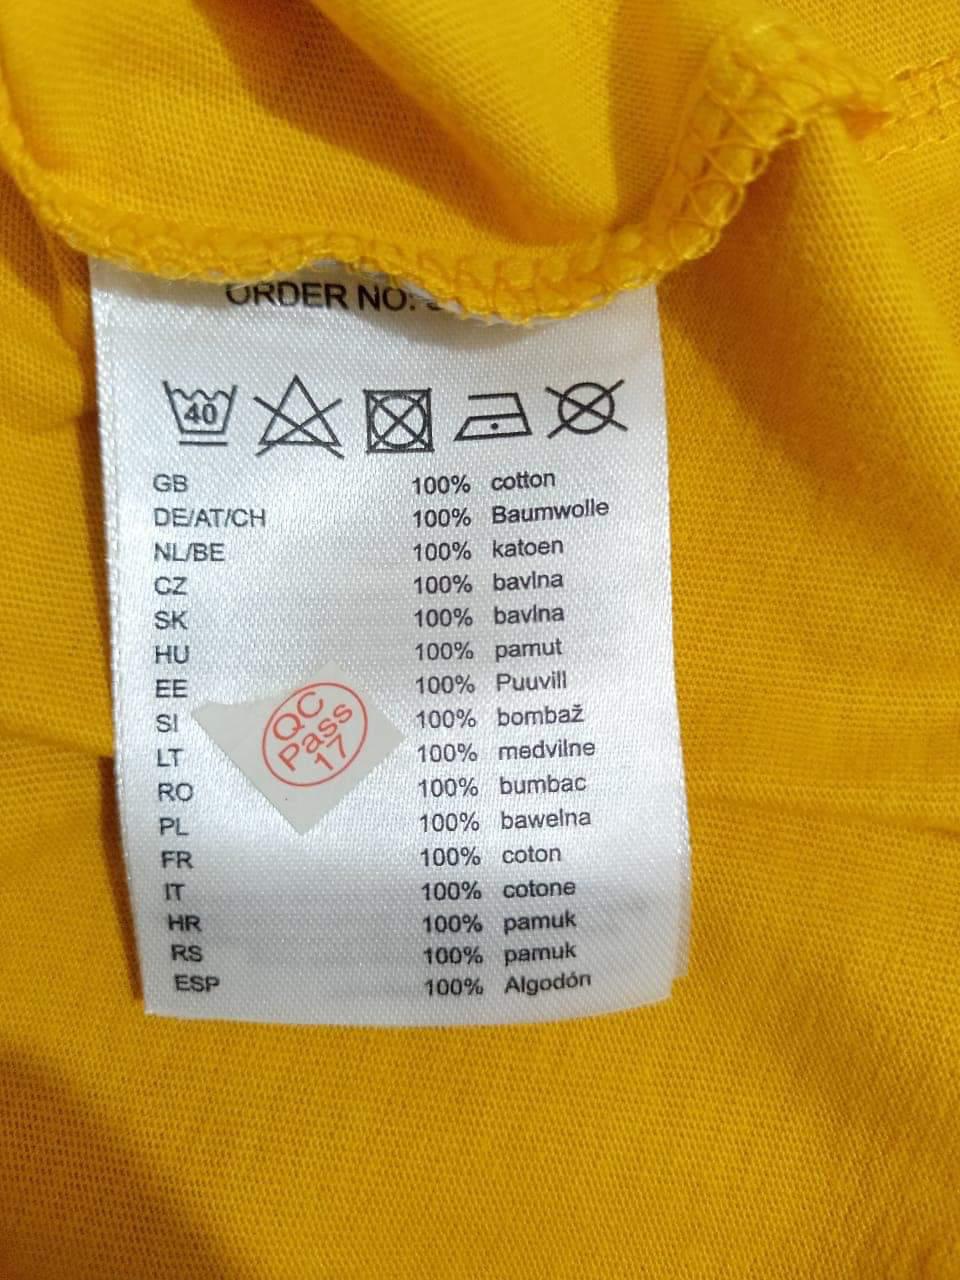 ORDER NO:
40
GB 100% cotton
DE/AT/CH 100% Baumwolle
NL/BE 100% katoen
CZ 100% bavlna
SK 100% bavlna
HU 100% pamut
EE 100% Puuvill
SI 100% bombaž
LT 100% medvilne
RO 100% bumbac
PL 100% bawełna
FR 100% coton
IT 100% cotone
HR 100% pamuk
RS 100% pamuk
ESP 100% Algodón
QC
Pass
17